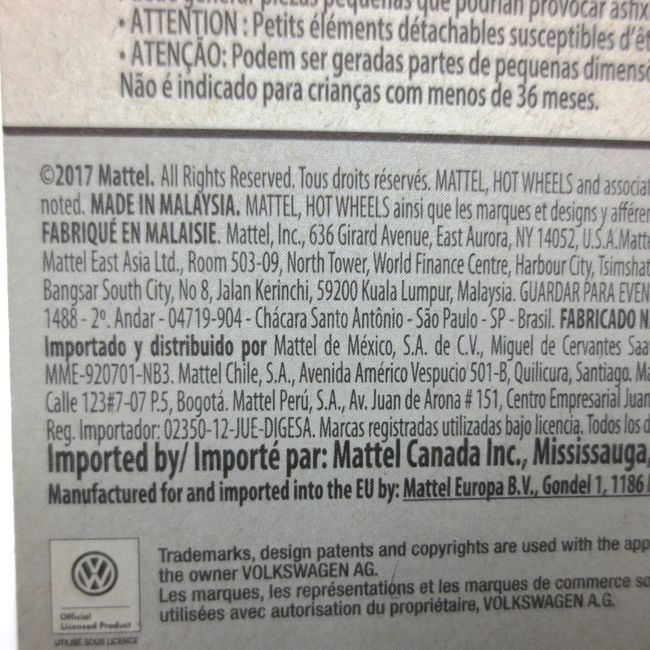 piezas pequeñas que podrían provocar asfix
• ATTENTION : Petits éléments détachables susceptibles d'êt
• ATENÇÃO: Podem ser geradas partes de pequenas dimensõ
Não é indicado para crianças com menos de 36 meses.
©2017 Mattel. All Rights Reserved. Tous droits réservés. MATTEL, HOT WHEELS and associat
noted. MADE IN MALAYSIA. MATTEL, HOT WHEELS ainsi que les marques et designs y afféren
FABRIQUÉ EN MALAISIE. Mattel, Inc., 636 Girard Avenue, East Aurora, NY 14052, U.S.A. Matte
Mattel East Asia Ltd., Room 503-09, North Tower, World Finance Centre, Harbour City, Tsimshat
Bangsar South City, No 8, Jalan Kerinchi, 59200 Kuala Lumpur, Malaysia. GUARDAR PARA EVEN
1488 - 2º. Andar - 04719-904 - Chácara Santo Antônio - São Paulo - SP - Brasil. FABRICADO N
Importado y distribuido por Mattel de México, S.A. de C.V., Miguel de Cervantes Saa
MME-920701-NB3. Mattel Chile, S.A., Avenida Américo Vespucio 501-B, Quilicura, Santiago. Ma
Calle 123#7-07 P.5, Bogotá. Mattel Perú, S.A., Av. Juan de Arona # 151, Centro Empresarial Juan
Reg. Importador: 02350-12-JUE-DIGESA. Marcas registradas utilizadas bajo licencia. Todos los d
Imported by/ Importé par: Mattel Canada Inc., Mississauga,
Manufactured for and imported into the EU by: Mattel Europa B.V., Gondel 1, 1186
Trademarks, design patents and copyrights are used with the app
the owner VOLKSWAGEN AG.
Les marques, les représentations et les marques de commerce so
utilisées avec autorisation du propriétaire, VOLKSWAGEN A.G.
Official
Licensed Product
UTILISÉ SOUS LICENCE